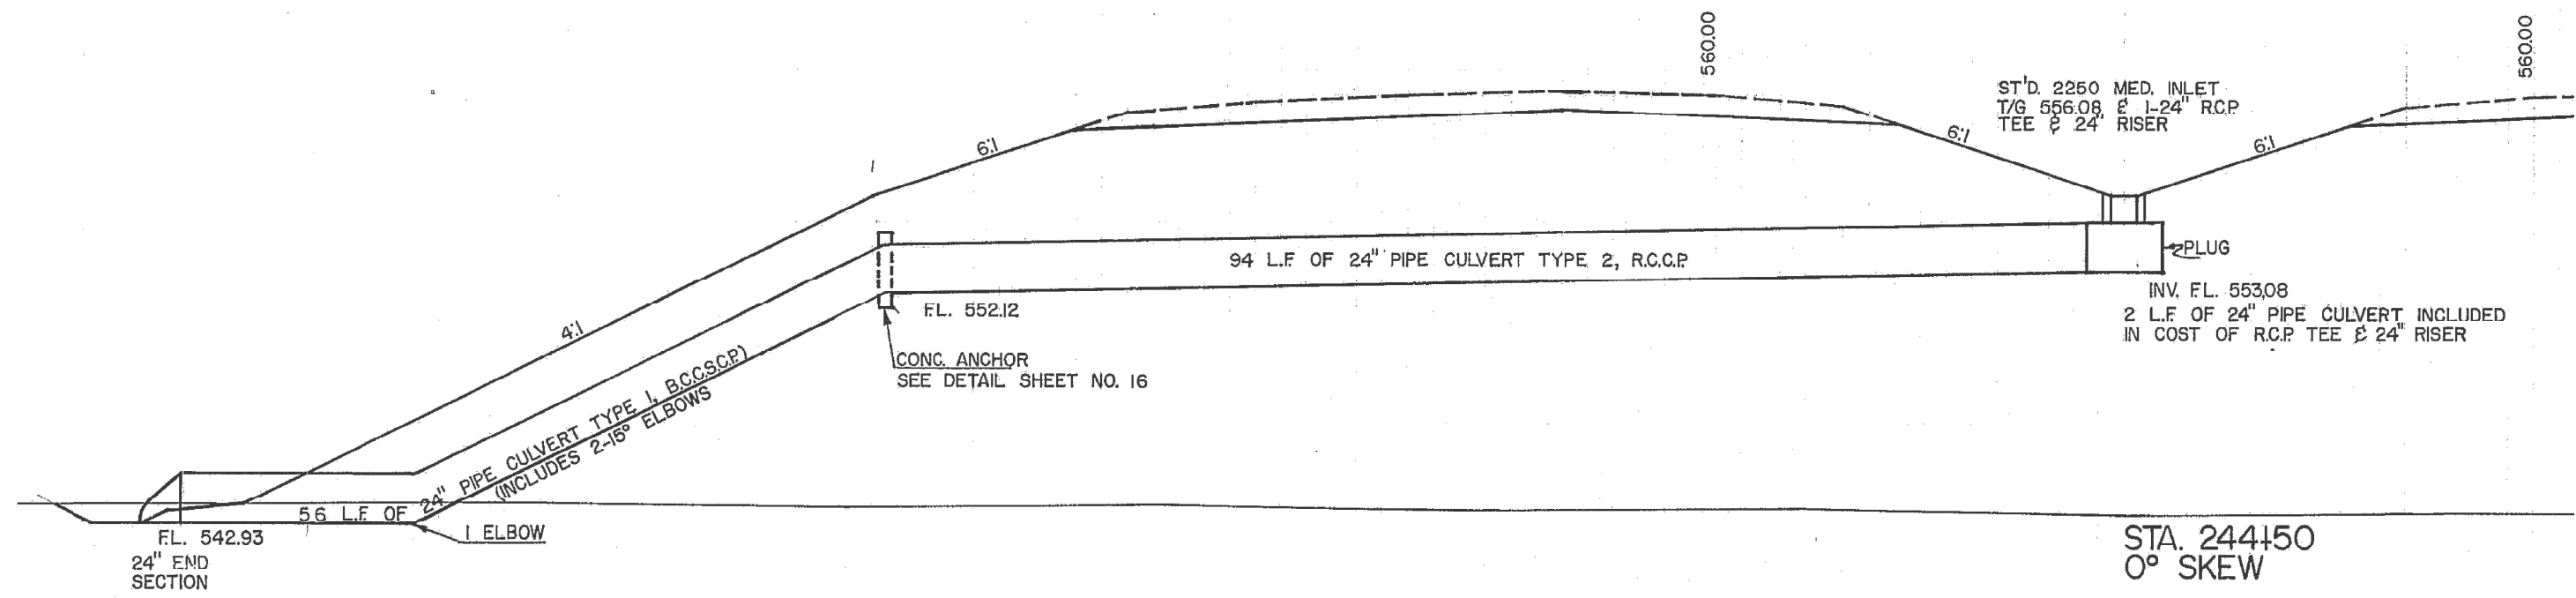 560.00
560.00
ST'D. 2250 MED. INLET
T/G 556.08 & 1-24" R.C.P.
TEE & 24" RISER
6:1
6:1
6:1
1
4:1
94 L.F. OF 24" PIPE CULVERT TYPE 2, R.C.C.P.
PLUG
F.L. 552.12
INV. F.L. 553.08
2 L.F. OF 24" PIPE CULVERT INCLUDED
IN COST OF R.C.P. TEE & 24" RISER
CONC. ANCHOR
SEE DETAIL SHEET NO. 16
56 L.F. OF 24" PIPE CULVERT TYPE 1, B.C.C.S.C.P.)
(INCLUDES 2-15° ELBOWS
1 ELBOW
F.L. 542.93
24" END
SECTION
STA. 244+50
0° SKEW